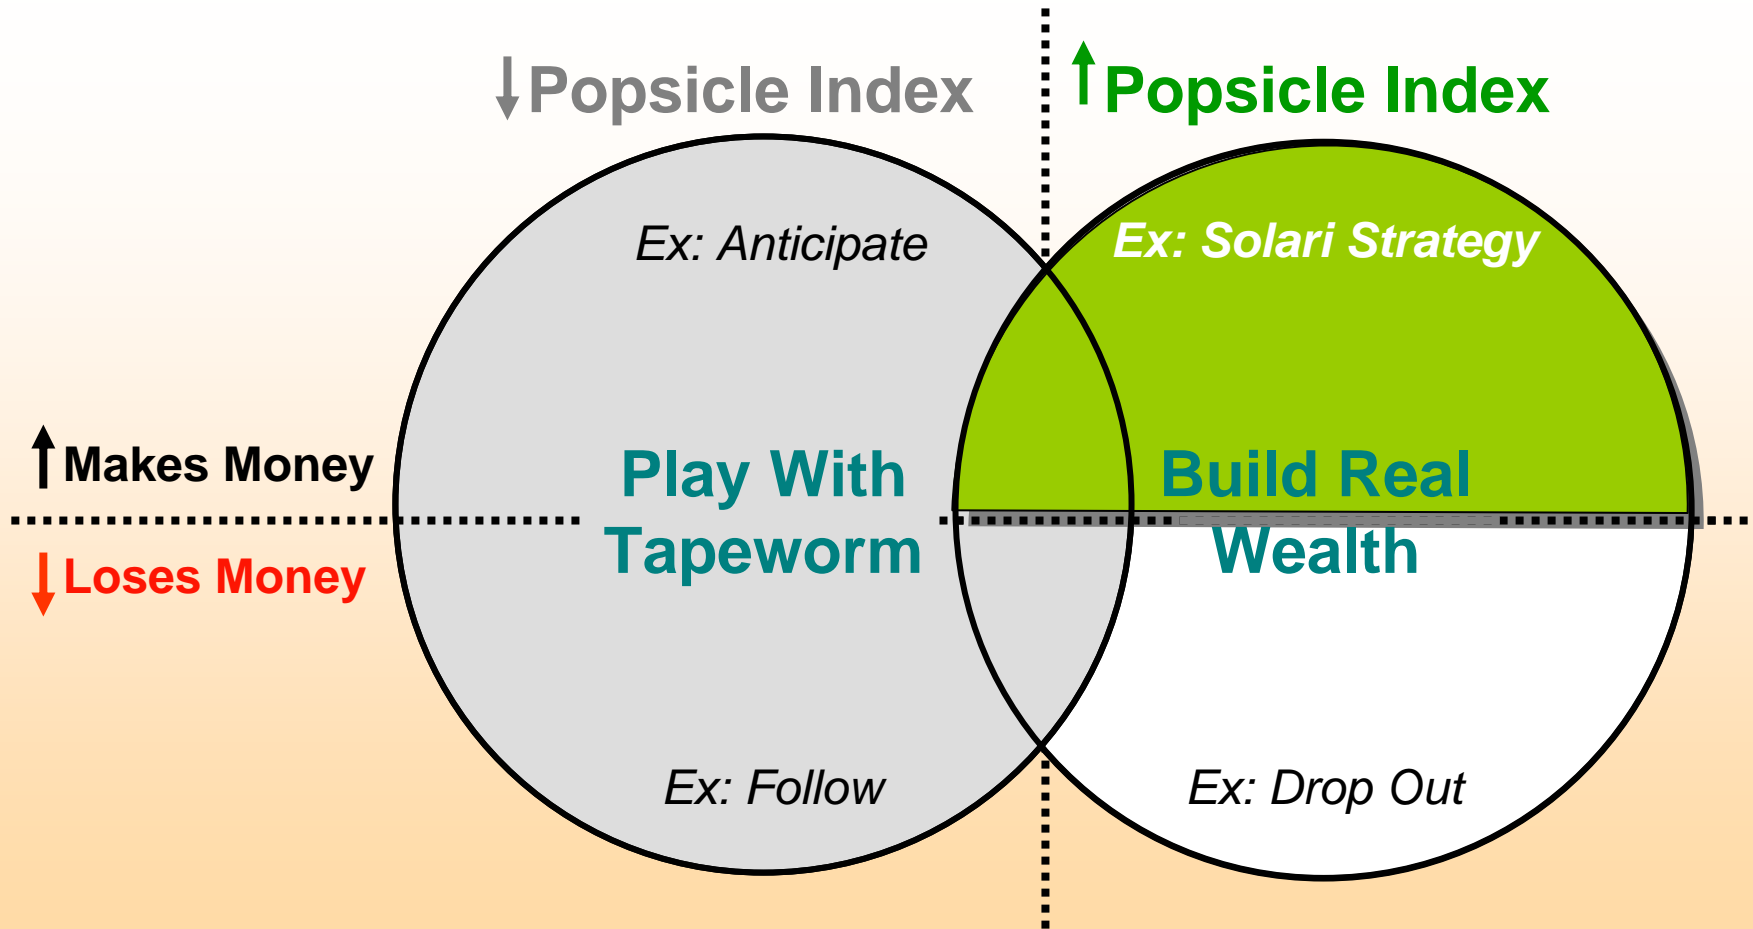 ↓Popsicle Index
↑Popsicle Index
Ex: Anticipate
Ex: Solari Strategy
↑Makes Money
Play With
Tapeworm
Build Real
Wealth
↓Loses Money
Ex: Follow
Ex: Drop Out